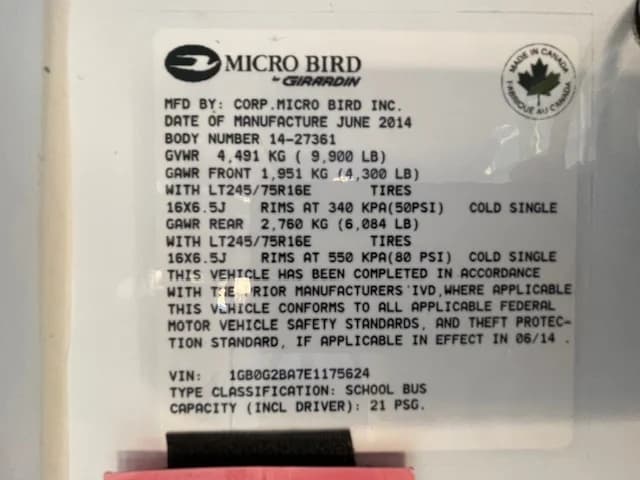 MICRO BIRD
by GIRARDIN
MADE IN CANADA
FABRIQUÉ AU CANADA
MFD BY: CORP.MICRO BIRD INC.
DATE OF MANUFACTURE JUNE 2014
BODY NUMBER 14-27361
GVWR 4,491 KG ( 9,900 LB)
GAWR FRONT 1,951 KG (4,300 LB)
WITH LT245/75R16E TIRES
16X6.5J RIMS AT 340 KPA(50PSI) COLD SINGLE
GAWR REAR 2,760 KG (6,084 LB)
WITH LT245/75R16E TIRES
16X6.5J RIMS AT 550 KPA(80 PSI) COLD SINGLE
THIS VEHICLE HAS BEEN COMPLETED IN ACCORDANCE
WITH THE PRIOR MANUFACTURERS'IVD,WHERE APPLICABLE
THIS VEHICLE CONFORMS TO ALL APPLICABLE FEDERAL
MOTOR VEHICLE SAFETY STANDARDS, AND THEFT PROTEC-
TION STANDARD, IF APPLICABLE IN EFFECT IN 06/14 .
VIN: 1GB0G2BA7E1175624
TYPE CLASSIFICATION: SCHOOL BUS
CAPACITY (INCL DRIVER): 21 PSG.